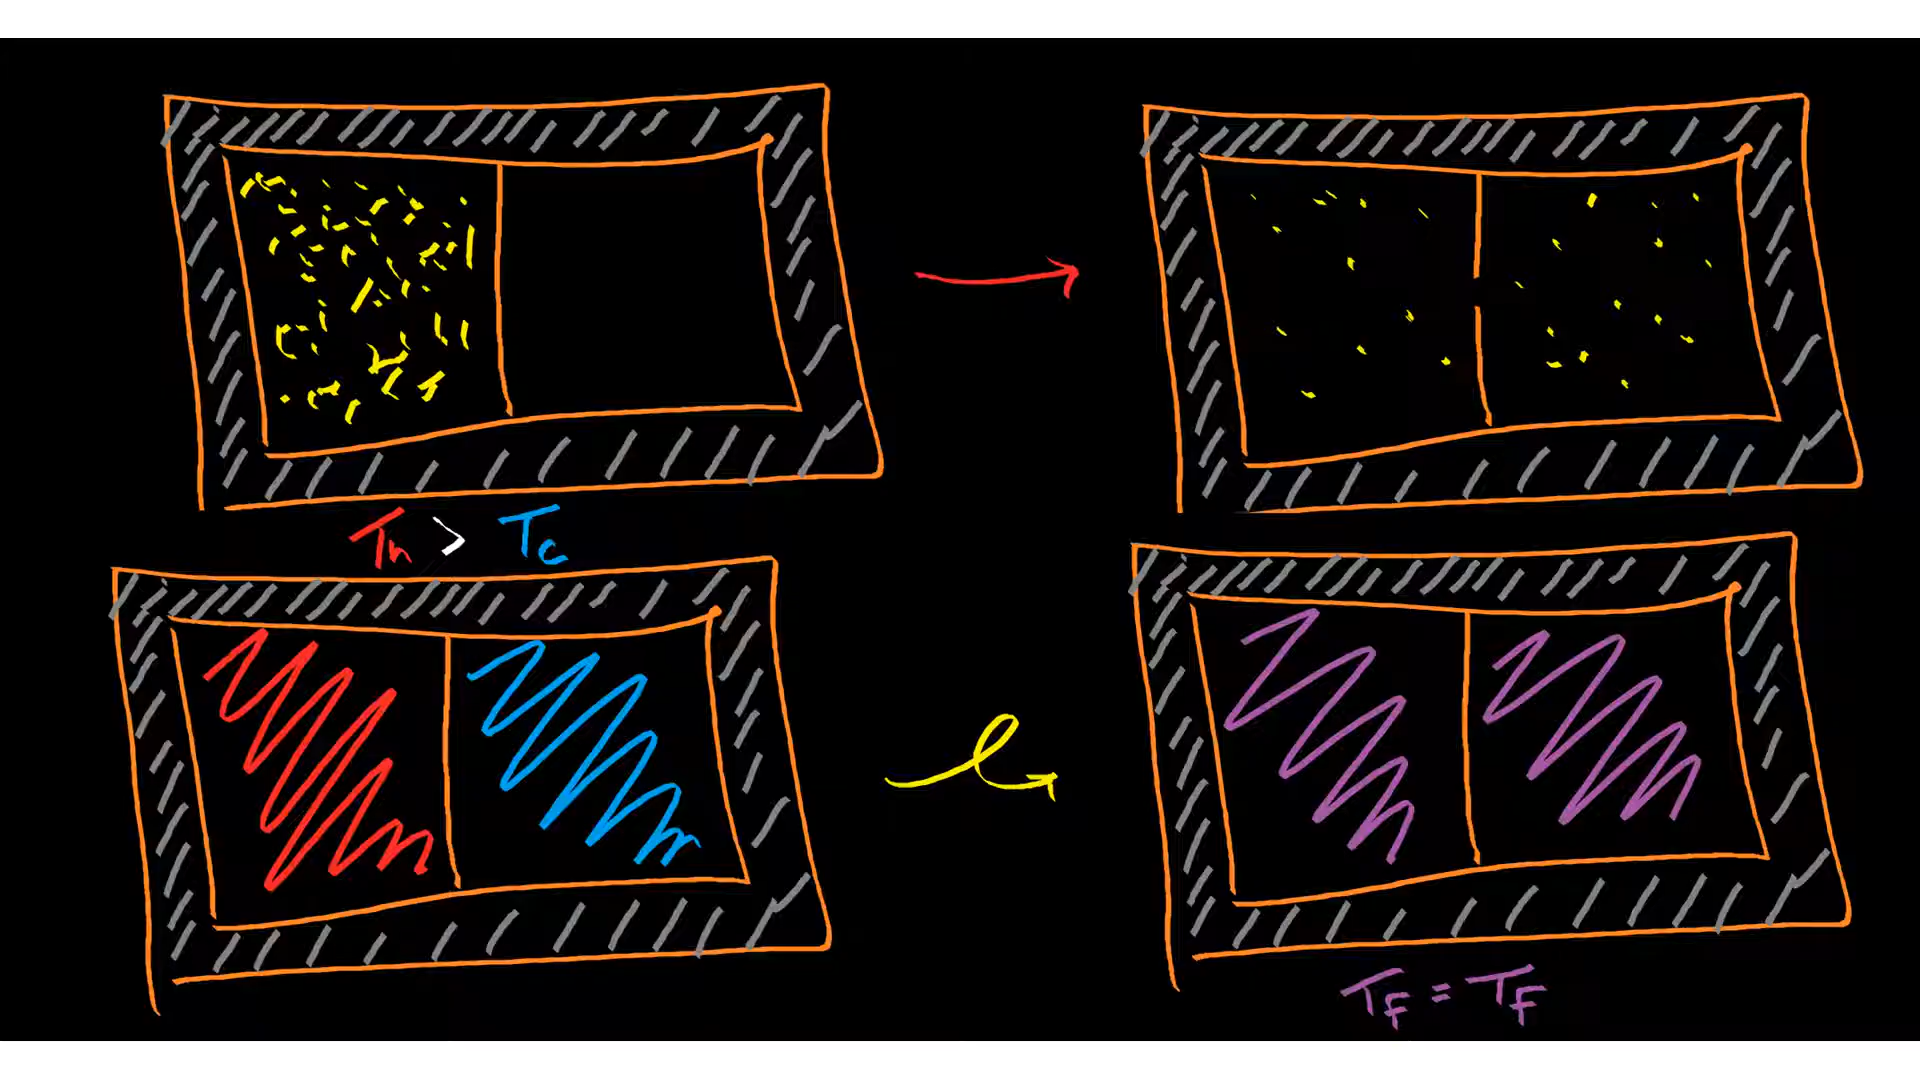 Th > Tc
TF = TF